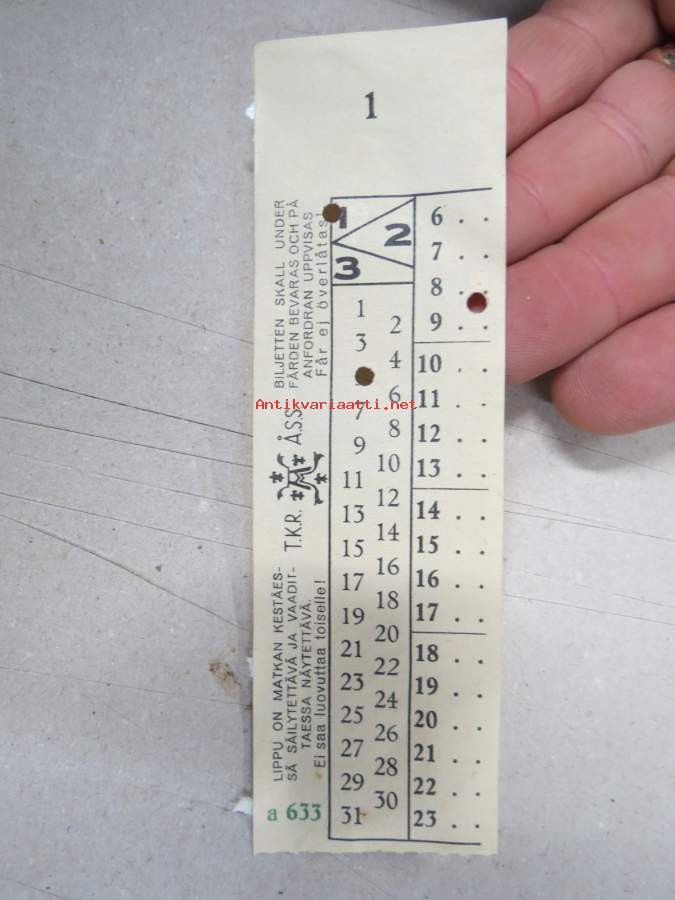 1
BILJETTEN SKALL UNDER
FÄRDEN BEVARAS OCH PÅ
ANFORDRAN UPPVISAS
Får ej överlåtas!
T.K.R. Å.S.S.
LIPPU ON MATKAN KESTÄES-
SÄ SÄILYTETTÄVÄ JA VAADIT-
TAESSA NÄYTETTÄVÄ.
Ei saa luovuttaa toiselle!
a 633
1
2
3
1
2
3
4
6
7
8
9
10
11
12
13
14
15
16
17
18
19
20
21
22
23
24
25
26
27
28
29
30
31
6 . .
7 . .
8 . .
9 . .
10 . .
11 . .
12 . .
13 . .
14 . .
15 . .
16 . .
17 . .
18 . .
19 . .
20 . .
21 . .
22 . .
23 . .
Antikvariaatti.net